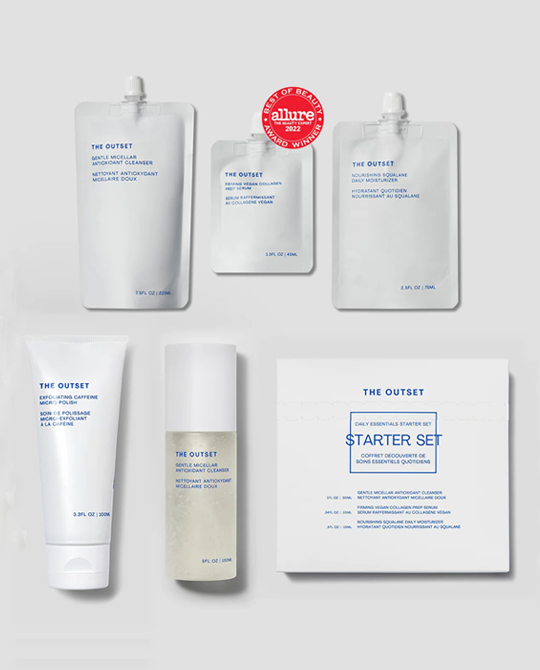 THE OUTSET
GENTLE MICELLAR
ANTIOXIDANT CLEANSER
NETTOYANT ANTIOXYDANT
MICELLAIRE DOUX
7.5FL OZ | 220ML
BEST OF BEAUTY
allure
THE BEAUTY EXPERT
2022
AWARD WINNER
THE OUTSET
FIRMING VEGAN COLLAGEN
PREP SERUM
SÉRUM RAFFERMISSANT
AU COLLAGÈNE VÉGAN
1.5FL OZ | 45ML
THE OUTSET
NOURISHING SQUALANE
DAILY MOISTURIZER
HYDRATANT QUOTIDIEN
NOURRISSANT AU SQUALANE
2.5FL OZ | 75ML
THE OUTSET
EXFOLIATING CAFFEINE
MICRO POLISH
SOIN DE POLISSAGE
MICRO-EXFOLIANT
À LA CAFÉINE
3.3FL OZ | 100ML
THE OUTSET
GENTLE MICELLAR
ANTIOXIDANT CLEANSER
NETTOYANT ANTIOXYDANT
MICELLAIRE DOUX
5FL OZ | 150ML
THE OUTSET
DAILY ESSENTIALS STARTER SET
STARTER SET
COFFRET DÉCOUVERTE DE
SOINS ESSENTIELS QUOTIDIENS
GENTLE MICELLAR ANTIOXIDANT CLEANSER
NETTOYANT ANTIOXYDANT MICELLAIRE DOUX
FIRMING VEGAN COLLAGEN PREP SERUM
SÉRUM RAFFERMISSANT AU COLLAGÈNE VÉGAN
NOURISHING SQUALANE DAILY MOISTURIZER
HYDRATANT QUOTIDIEN NOURRISSANT AU SQUALANE